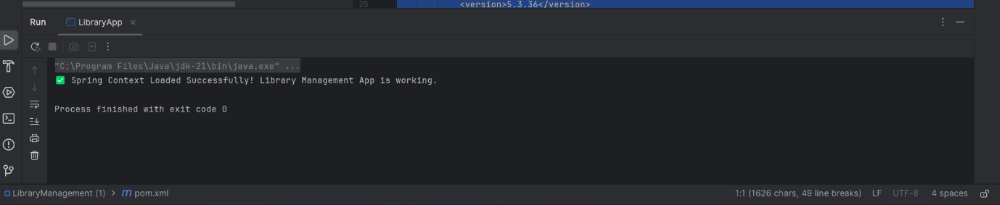 20 <version>5.3.36</version>
Run LibraryApp
"C:\Program Files\Java\jdk-21\bin\java.exe" ...
✅ Spring Context Loaded Successfully! Library Management App is working.
Process finished with exit code 0
LibraryManagement (1) > m pom.xml 1:1 (1626 chars, 49 line breaks) LF UTF-8 4 spaces